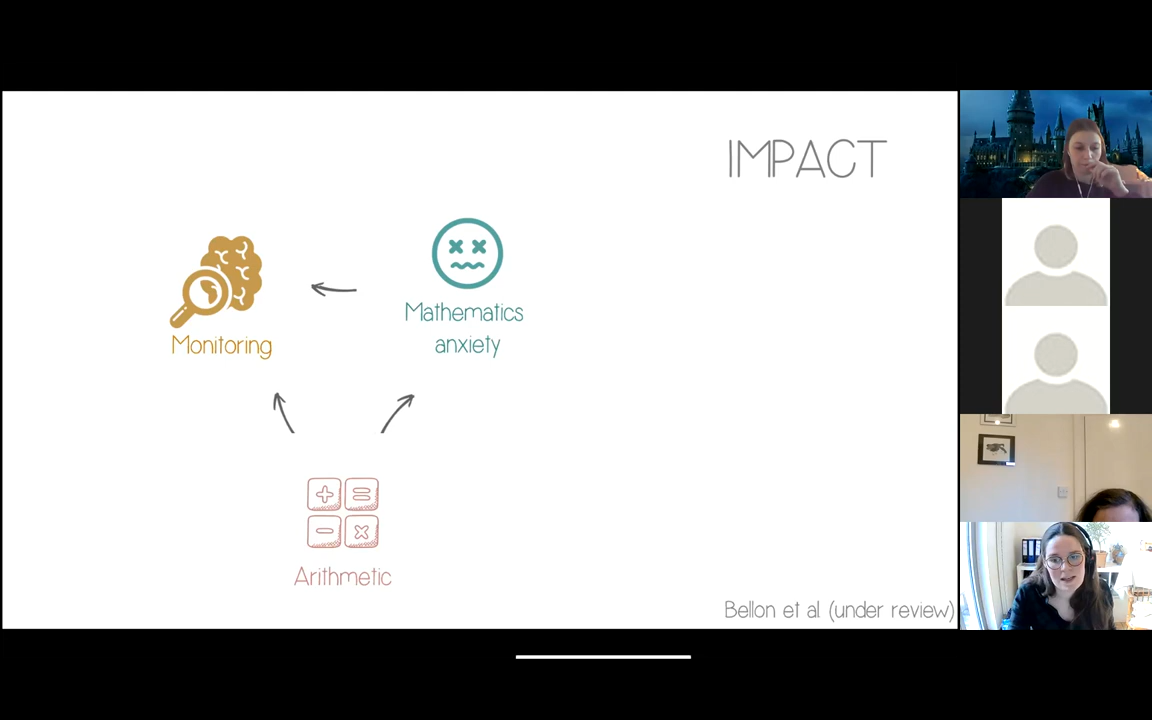 IMPACT
Mathematics
anxiety
Monitoring
Arithmetic
Bellon et al. (under review)